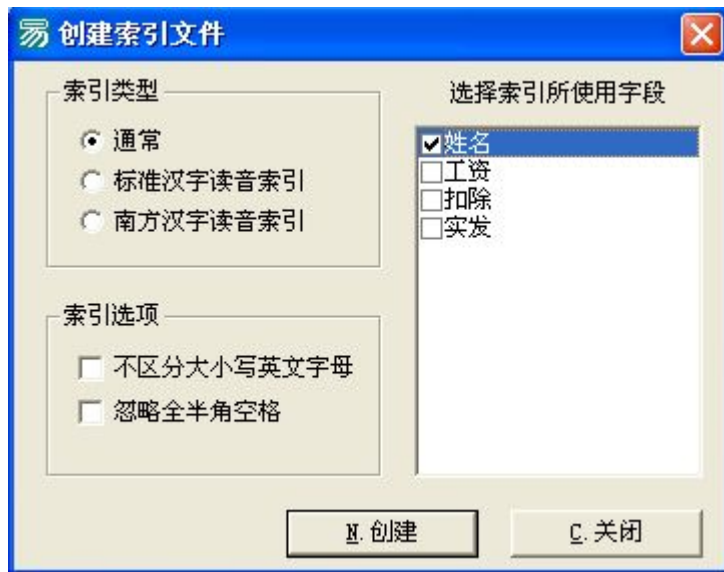 创建索引文件
索引类型
通常
标准汉字读音索引
南方汉字读音索引
索引选项
不区分大小写英文字母
忽略全半角空格
选择索引所使用字段
姓名
工资
扣除
实发
N.创建
C.关闭